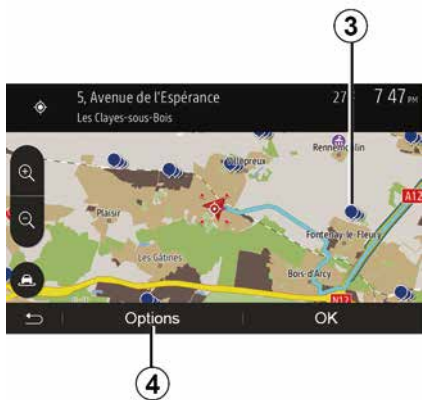 3
5, Avenue de l'Espérance
Les Clayes-sous-Bois
7 47 PM
Rennemoulin
Plaisir
A12
Fontenay-le-Fleury
Les Gâtines
Bois-d'Arcy
N12
Options
OK
4